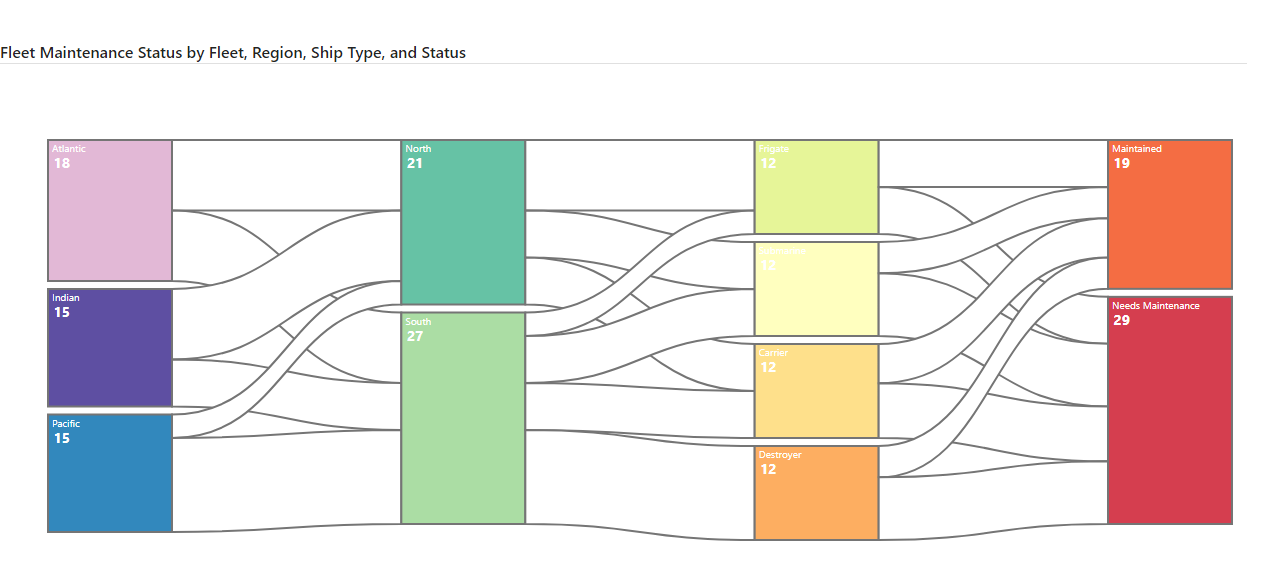 Fleet Maintenance Status by Fleet, Region, Ship Type, and Status
Atlantic
18
Indian
15
Pacific
15
North
21
South
27
Frigate
12
12
Carrier
12
Destroyer
12
Maintained
19
Needs Maintenance
29